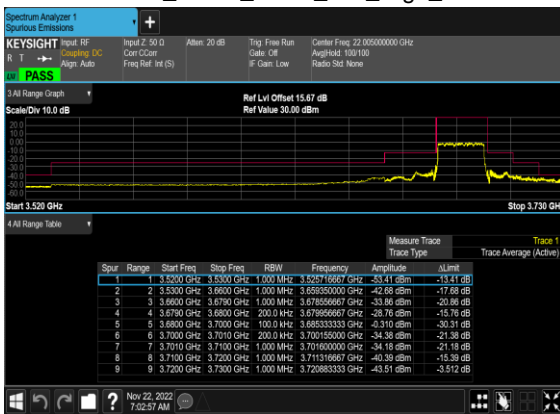 Spectrum Analyzer 1
Spurious Emissions
+
KEYSIGHT Input: RF Input Z: 50 Ω Atten: 20 dB Trig: Free Run Center Freq: 22.005000000 GHz
R T Coupling: DC Corr CCorr Gate: Off Avg|Hold: 100/100
Align: Auto Freq Ref: Int (S) IF Gain: Low Radio Std: None
PASS
3 All Range Graph
Ref Lvl Offset 15.67 dB
Scale/Div 10.0 dB Ref Value 30.00 dBm
20.0
10.0
0.00
-10.0
-20.0
-30.0
-40.0
-50.0
-60.0
Start 3.520 GHz Stop 3.730 GH
4 All Range Table
Measure Trace Trace 1
Trace Type Trace Average (Active)
Spur Range Start Freq Stop Freq RBW Frequency Amplitude ΔLimit
1 1 3.5200 GHz 3.5300 GHz 1.000 MHz 3.525716667 GHz -53.41 dBm -13.41 dB
2 2 3.5300 GHz 3.6600 GHz 1.000 MHz 3.659350000 GHz -42.68 dBm -17.68 dB
3 3 3.6600 GHz 3.6790 GHz 1.000 MHz 3.678556667 GHz -33.86 dBm -20.86 dB
4 4 3.6790 GHz 3.6800 GHz 200.0 kHz 3.679956667 GHz -28.76 dBm -15.76 dB
5 5 3.6800 GHz 3.7000 GHz 100.0 kHz 3.685333333 GHz -0.310 dBm -30.31 dB
6 6 3.7000 GHz 3.7010 GHz 200.0 kHz 3.700155000 GHz -34.38 dBm -21.38 dB
7 7 3.7010 GHz 3.7100 GHz 1.000 MHz 3.701600000 GHz -34.18 dBm -21.18 dB
8 8 3.7100 GHz 3.7200 GHz 1.000 MHz 3.711316667 GHz -40.39 dBm -15.39 dB
9 9 3.7200 GHz 3.7300 GHz 1.000 MHz 3.720883333 GHz -43.51 dBm -3.512 dB
? Nov 22, 2022
7:02:57 AM